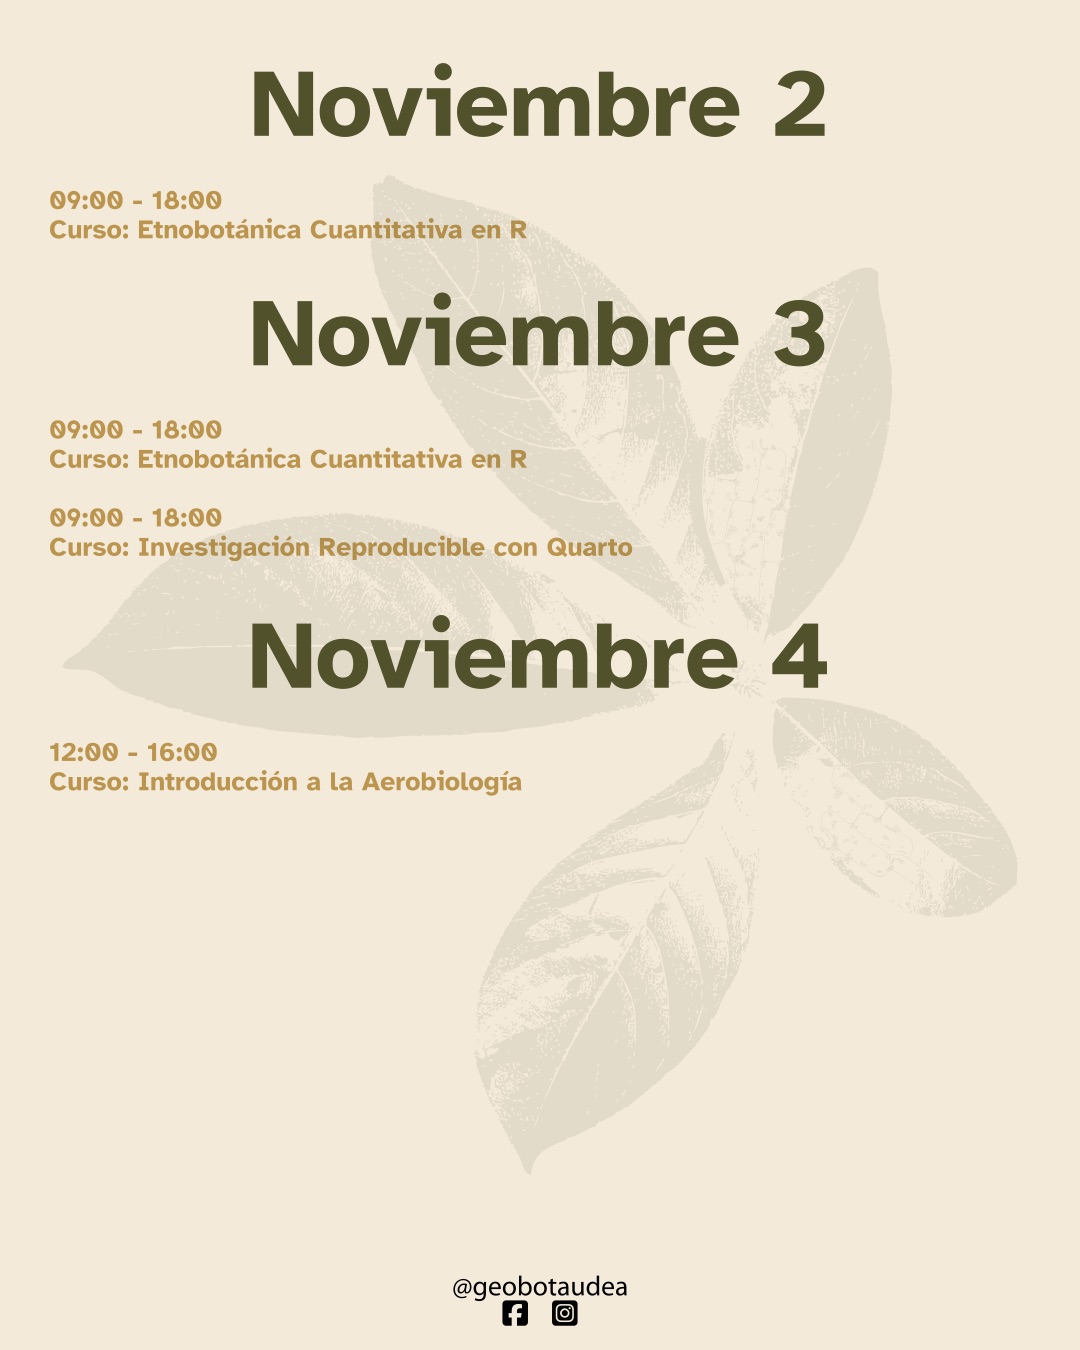 Noviembre 2
09:00 - 18:00
Curso: Etnobotánica Cuantitativa en R
Noviembre 3
09:00 - 18:00
Curso: Etnobotánica Cuantitativa en R
09:00 - 18:00
Curso: Investigación Reproducible con Quarto
Noviembre 4
12:00 - 16:00
Curso: Introducción a la Aerobiología
@geobotaudea